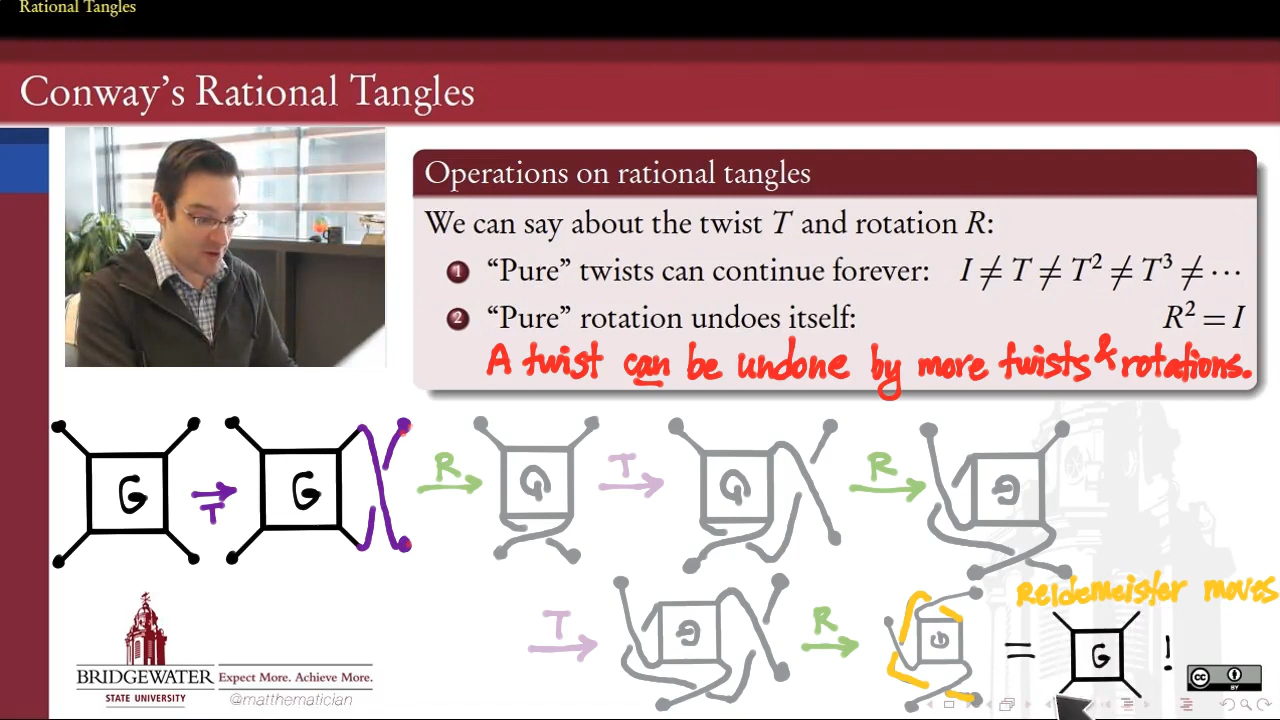 Rational Tangles
Conway's Rational Tangles
Operations on rational tangles
We can say about the twist T and rotation R:
1 "Pure" twists can continue forever: I ≠ T ≠ T² ≠ T³ ≠ ⋯
2 "Pure" rotation undoes itself: R² = I
A twist can be undone by more twists & rotations.
G T G R G T G R G
T G R G = G !
Reidemeister moves
BRIDGEWATER
STATE UNIVERSITY
Expect More. Achieve More.
@matthematician
CC BY